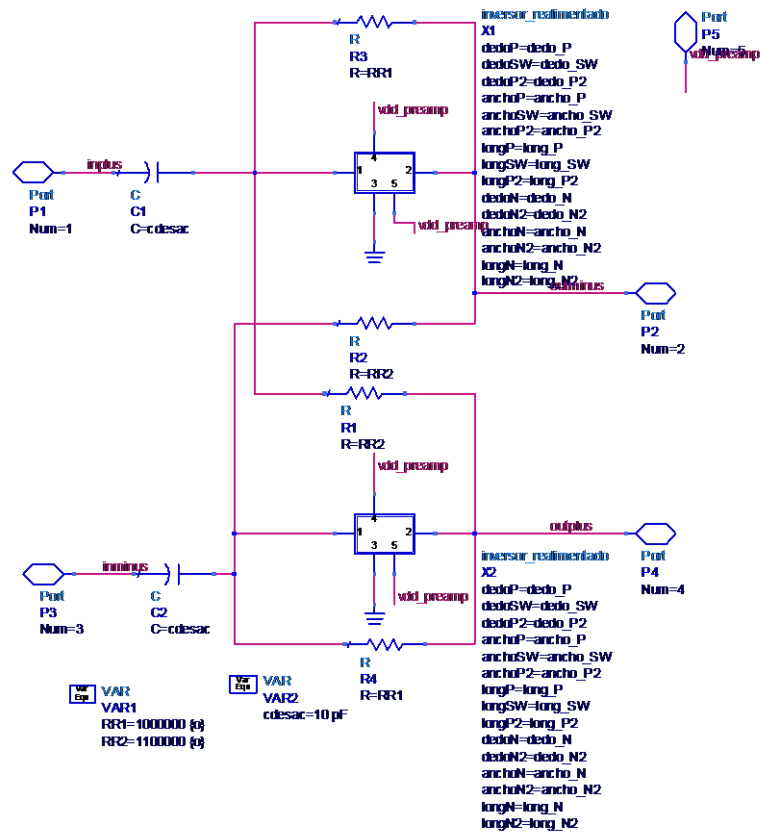 R
R3
R=RR1
inversor_realimentado
X1
dedoP=dedo_P
dedoSW=dedo_SW
dedoP2=dedo_P2
anchoP=ancho_P
anchoSW=ancho_SW
anchoP2=ancho_P2
longP=long_P
longSW=long_SW
longP2=long_P2
dedoN=dedo_N
dedoN2=dedo_N2
anchoN=ancho_N
anchoN2=ancho_N2
longN=long_N
longN2=long_N2
Port
P5
Num=5
vdd_preamp
vdd_preamp
4
1
2
3
5
vdd_preamp
inplus
Port
P1
Num=1
C
C1
C=cdesac
outminus
Port
P2
Num=2
R
R2
R=RR2
R
R1
R=RR2
vdd_preamp
4
1
2
3
5
vdd_preamp
outplus
Port
P4
Num=4
inminus
Port
P3
Num=3
C
C2
C=cdesac
inversor_realimentado
X2
dedoP=dedo_P
dedoSW=dedo_SW
dedoP2=dedo_P2
anchoP=ancho_P
anchoSW=ancho_SW
anchoP2=ancho_P2
longP=long_P
longSW=long_SW
longP2=long_P2
dedoN=dedo_N
dedoN2=dedo_N2
anchoN=ancho_N
anchoN2=ancho_N2
longN=long_N
longN2=long_N2
R
R4
R=RR1
Var
Eqn
VAR
VAR1
RR1=1000000 {o}
RR2=1100000 {o}
Var
Eqn
VAR
VAR2
cdesac=10 pF